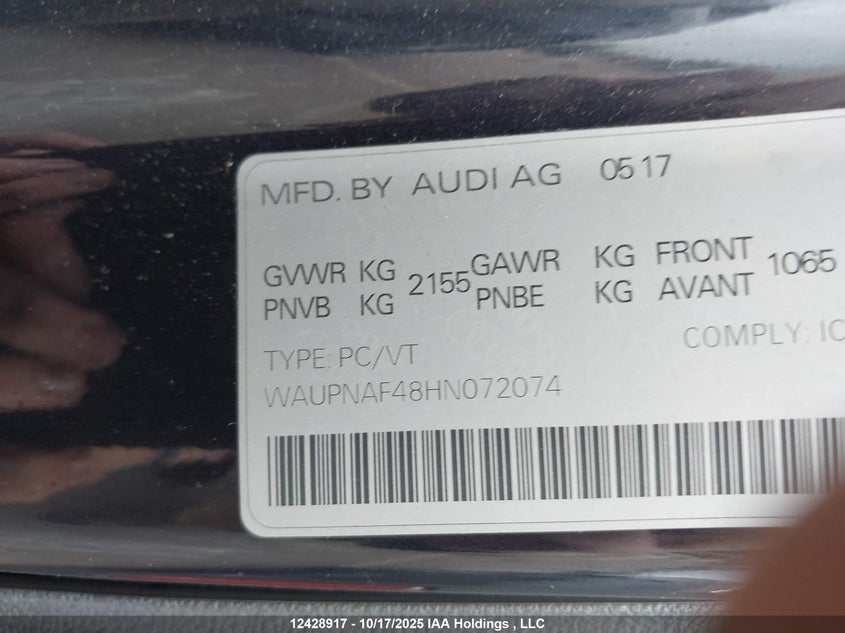 MFD. BY AUDI AG 0517
GVWR KG 2155 GAWR KG FRONT 1065
PNVB KG PNBE KG AVANT
COMPLY: IC
TYPE: PC/VT
WAUPNAF48HN072074
12428917 - 10/17/2025 IAA Holdings , LLC